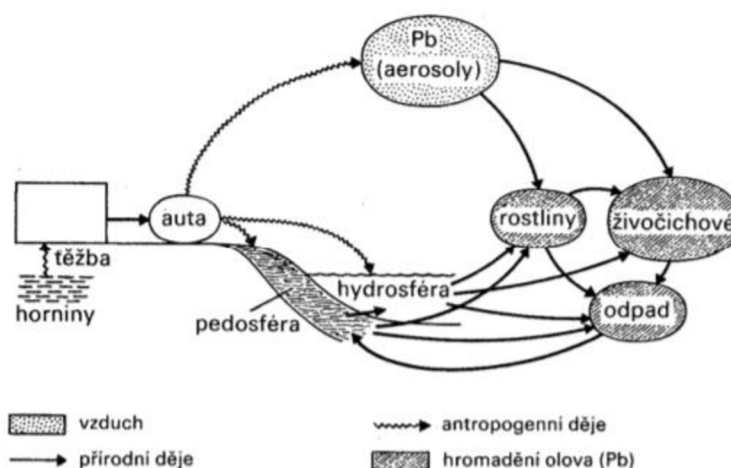 Pb
(aerosoly)
auta
rostliny
živočichové
těžba
horniny
hydrosféra
pedosféra
odpad
vzduch
antropogenní děje
přírodní děje
hromadění olova (Pb)